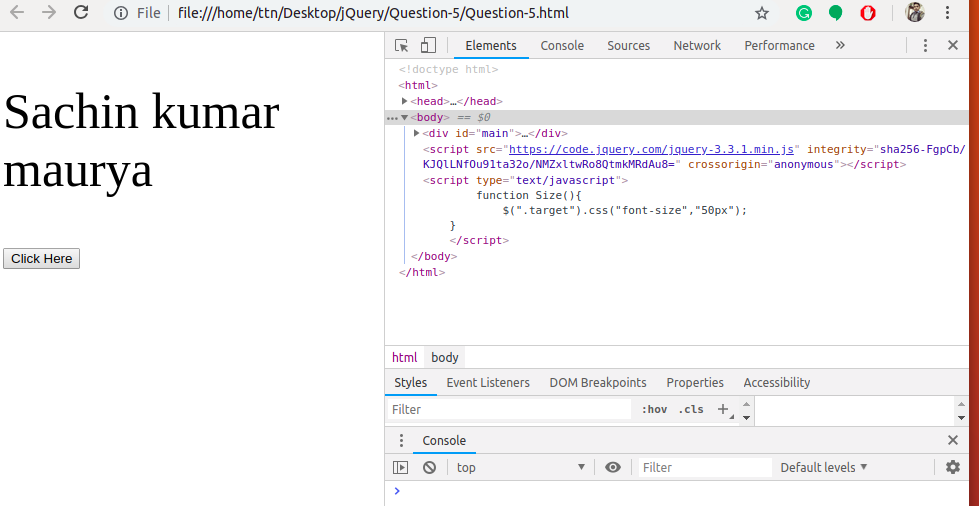 File file:///home/ttn/Desktop/jQuery/Question-5/Question-5.html
Elements Console Sources Network Performance »
Sachin kumar
maurya
Click Here
<!doctype html>
<html>
<head>…</head>
… <body> == $0
<div id="main">…</div>
<script src="https://code.jquery.com/jquery-3.3.1.min.js" integrity="sha256-FgpCb/
KJQlLNfOu91ta32o/NMZxltwRo8QtmkMRdAu8=" crossorigin="anonymous"></script>
<script type="text/javascript">
function Size(){
$(".target").css("font-size","50px");
}
</script>
</body>
</html>
html body
Styles Event Listeners DOM Breakpoints Properties Accessibility
Filter :hov .cls +
Console
top Filter Default levels